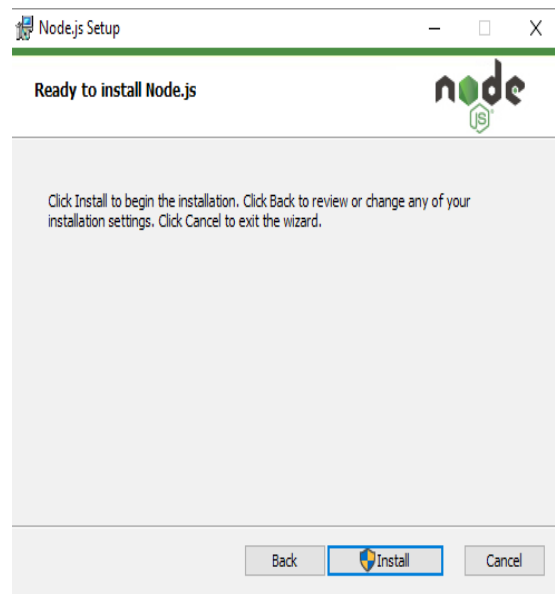 Node.js Setup
Ready to install Node.js
node
JS
Click Install to begin the installation. Click Back to review or change any of your
installation settings. Click Cancel to exit the wizard.
Back
Install
Cancel